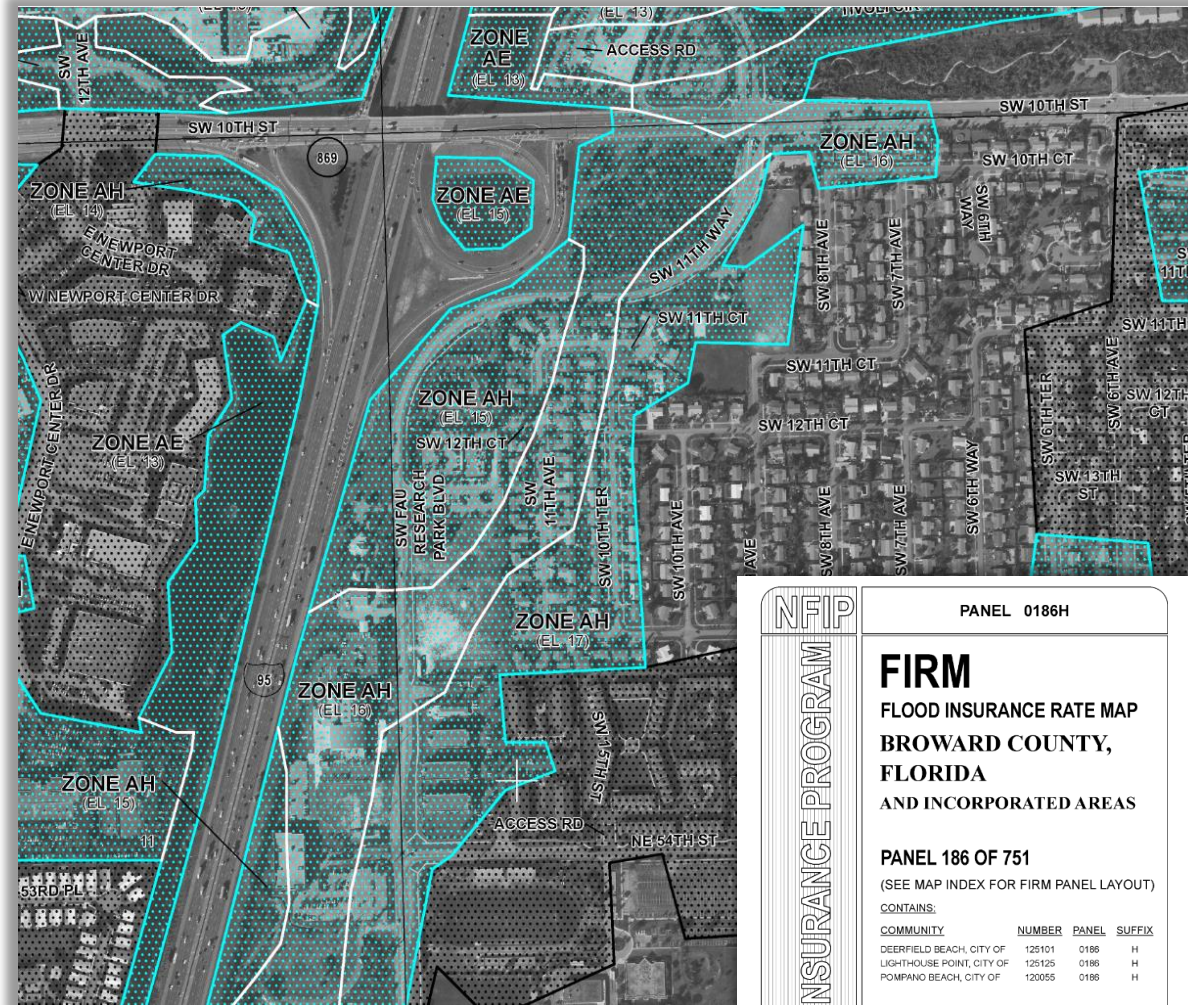 (EL 13)
TIVOLI CIR
SW
12TH AVE
ZONE
AE
(EL 13)
ACCESS RD
SW 10TH ST
SW 10TH ST
869
ZONE AH
(EL 16)
SW 10TH CT
ZONE AH
(EL 14)
ZONE AE
(EL 15)
SW 6TH
WAY
E NEWPORT
CENTER DR
SW 11TH WAY
SW 8TH AVE
SW 7TH AVE
W NEWPORT CENTER DR
SW 11TH CT
SW 11TH
SW 11TH CT
E NEWPORT CENTER DR
ZONE AH
(EL 15)
SW 12TH CT
SW 12TH CT
SW 6TH TER
SW 6TH AVE
SW 12TH
CT
ZONE AE
(EL 13)
SW FAU
RESEARCH
PARK BLVD
SW
11TH AVE
SW 10TH TER
SW 10TH AVE
AVE
SW 8TH AVE
SW 7TH AVE
SW 6TH WAY
SW 13TH
ST
ZONE AH
(EL 17)
95
ZONE AH
(EL 16)
SW 15TH ST
ZONE AH
(EL 15)
11
ACCESS RD
NE 54TH ST
53RD PL
NFIP
PANEL 0186H
NSURANCE PROGRAM
FIRM
FLOOD INSURANCE RATE MAP
BROWARD COUNTY,
FLORIDA
AND INCORPORATED AREAS
PANEL 186 OF 751
(SEE MAP INDEX FOR FIRM PANEL LAYOUT)
CONTAINS:
COMMUNITY NUMBER PANEL SUFFIX
DEERFIELD BEACH, CITY OF 125101 0186 H
LIGHTHOUSE POINT, CITY OF 125125 0186 H
POMPANO BEACH, CITY OF 120055 0186 H